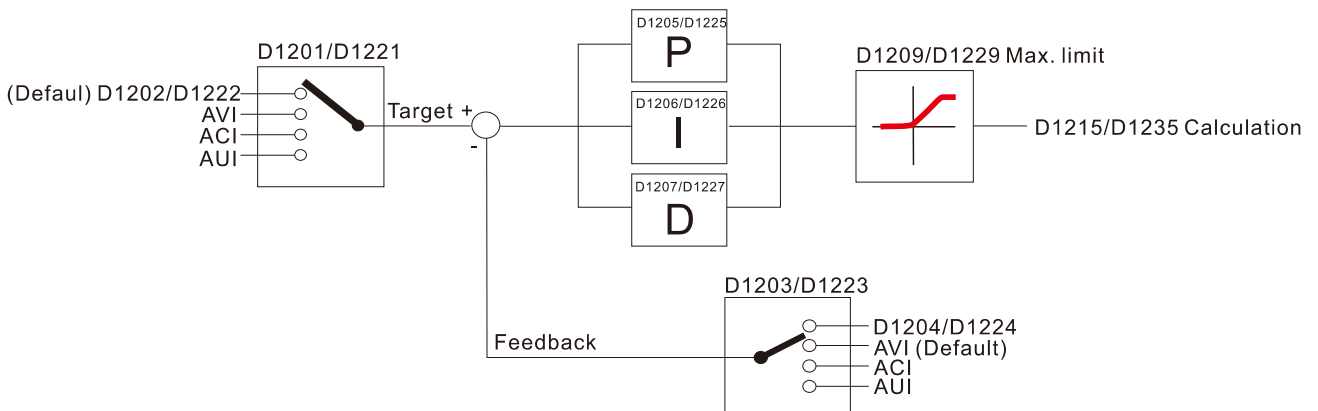 D1201/D1221
(Defaul) D1202/D1222
AVI
ACI
AUI
Target +
-
D1205/D1225
P
D1206/D1226
I
D1207/D1227
D
D1209/D1229 Max. limit
D1215/D1235 Calculation
Feedback
D1203/D1223
D1204/D1224
AVI (Default)
ACI
AUI